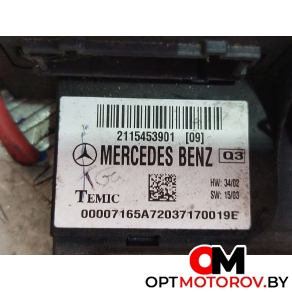 2115453901 [09]
MERCEDES BENZ Q3
HW: 34/02
SW: 15/03
TEMIC
00007165A72037170019E
OPTMOTOROV.BY